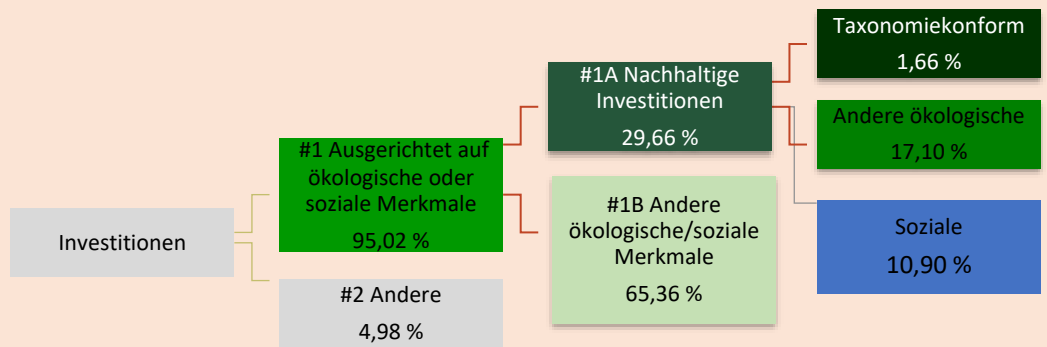 Investitionen
#1 Ausgerichtet auf
ökologische oder
soziale Merkmale
95,02 %
#2 Andere
4,98 %
#1A Nachhaltige
Investitionen
29,66 %
#1B Andere
ökologische/soziale
Merkmale
65,36 %
Taxonomiekonform
1,66 %
Andere ökologische
17,10 %
Soziale
10,90 %